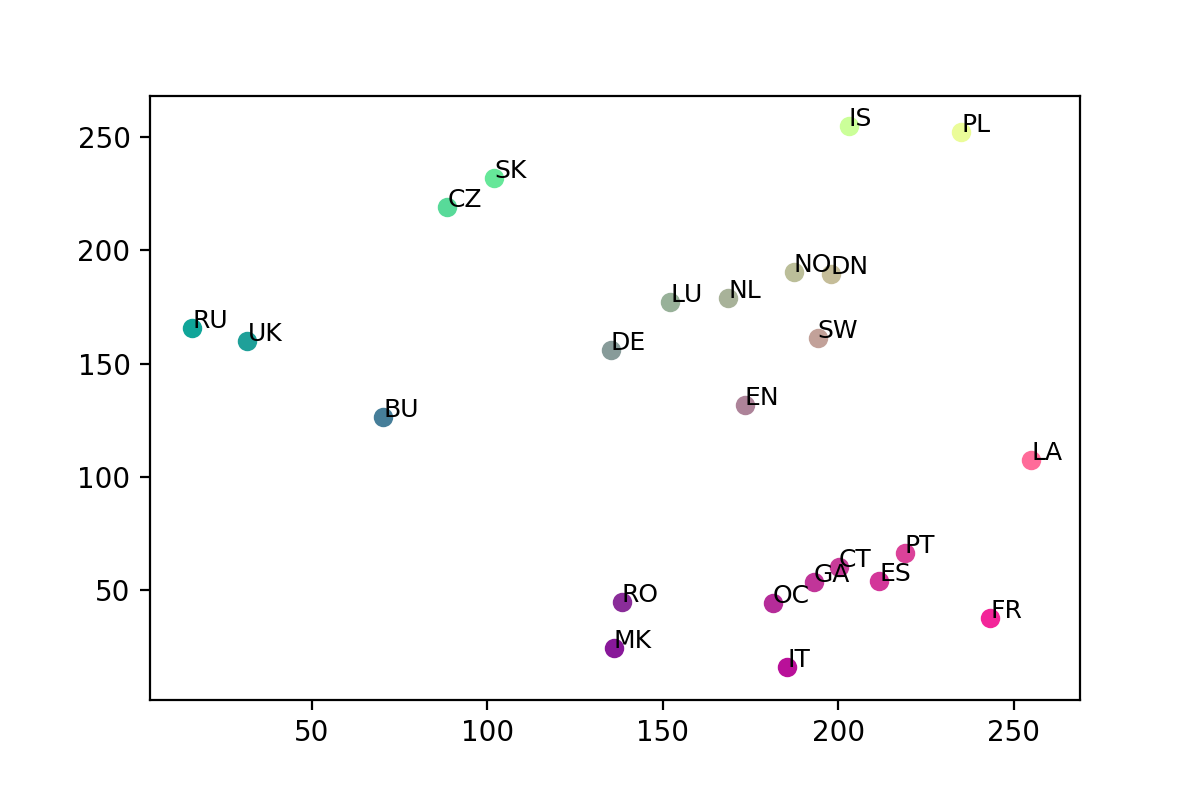 IS
PL
250
SK
CZ
200
NO DN
LU NL
RU
UK
SW
DE
150
EN
BU
LA
100
PT
CT
GA ES
50
RO
OC
FR
MK
IT
50 100 150 200 250